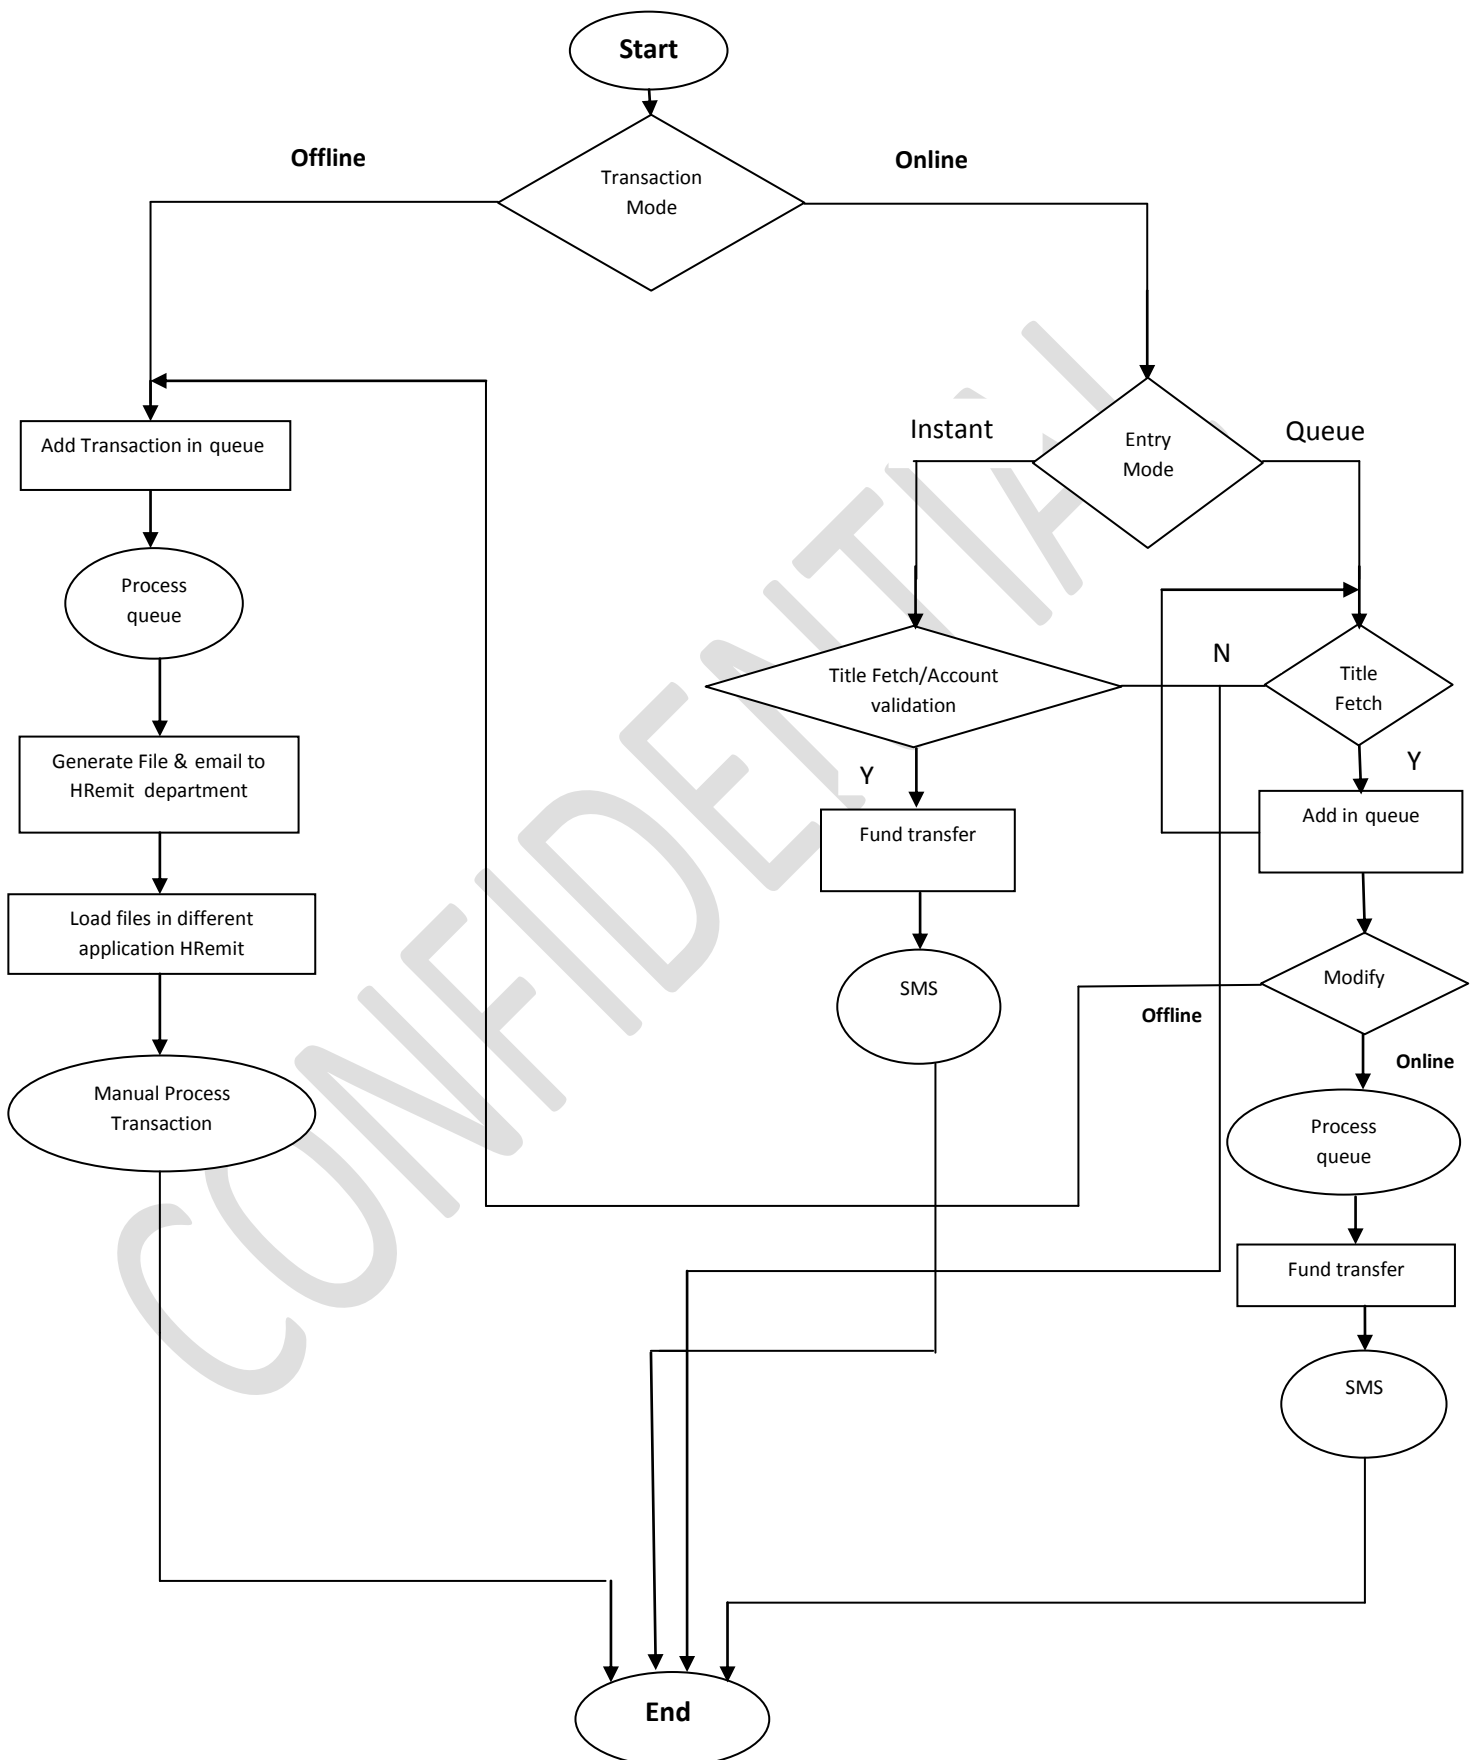 Start
Offline
Online
Transaction
Mode
Instant
Entry
Mode
Queue
Add Transaction in queue
Process
queue
Title Fetch/Account
validation
N
Title
Fetch
Generate File & email to
HRemit department
Y
Fund transfer
Y
Add in queue
Load files in different
application HRemit
SMS
Modify
Offline
Online
Manual Process
Transaction
Process
queue
Fund transfer
SMS
End
CONFIDENTIAL